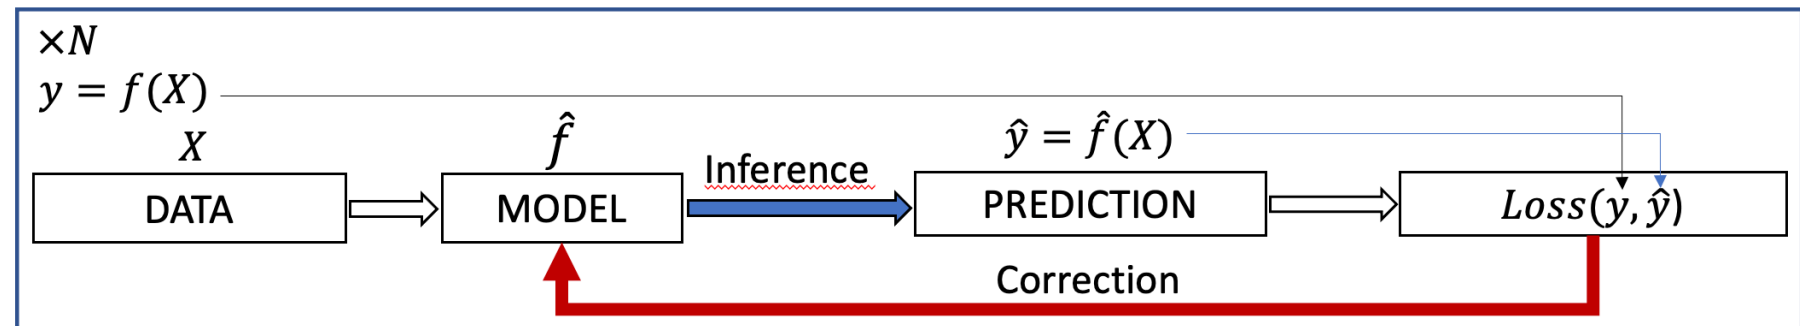 ×N
y = f(X)
X
f̂
ŷ = f̂(X)
Inference
DATA
MODEL
PREDICTION
Loss(y, ŷ)
Correction